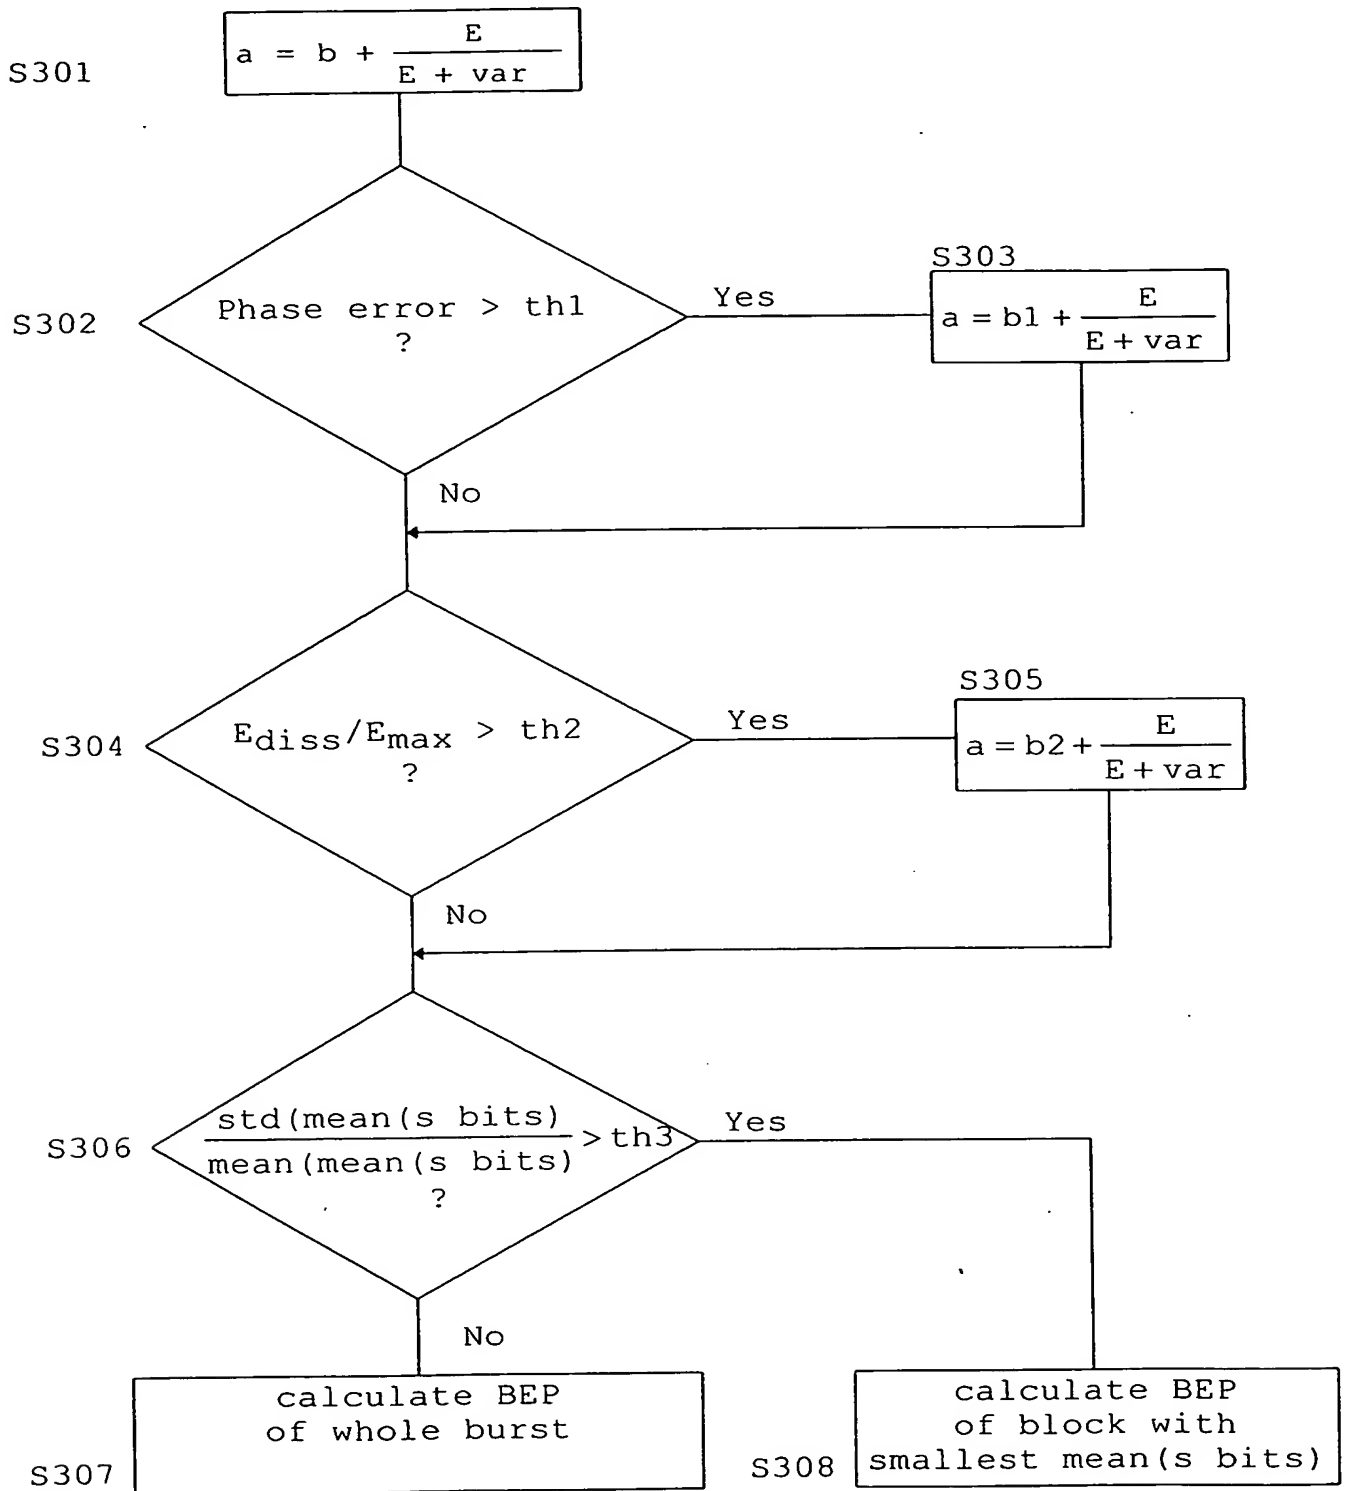 S301
a = b + E / (E + var)
S302
Phase error > th1
?
Yes
S303
a = b1 + E / (E + var)
No
S304
Ediss/Emax > th2
?
Yes
S305
a = b2 + E / (E + var)
No
S306
std(mean(s bits)
mean(mean(s bits)
> th3
?
Yes
No
S307
calculate BEP
of whole burst
S308
calculate BEP
of block with
smallest mean(s bits)